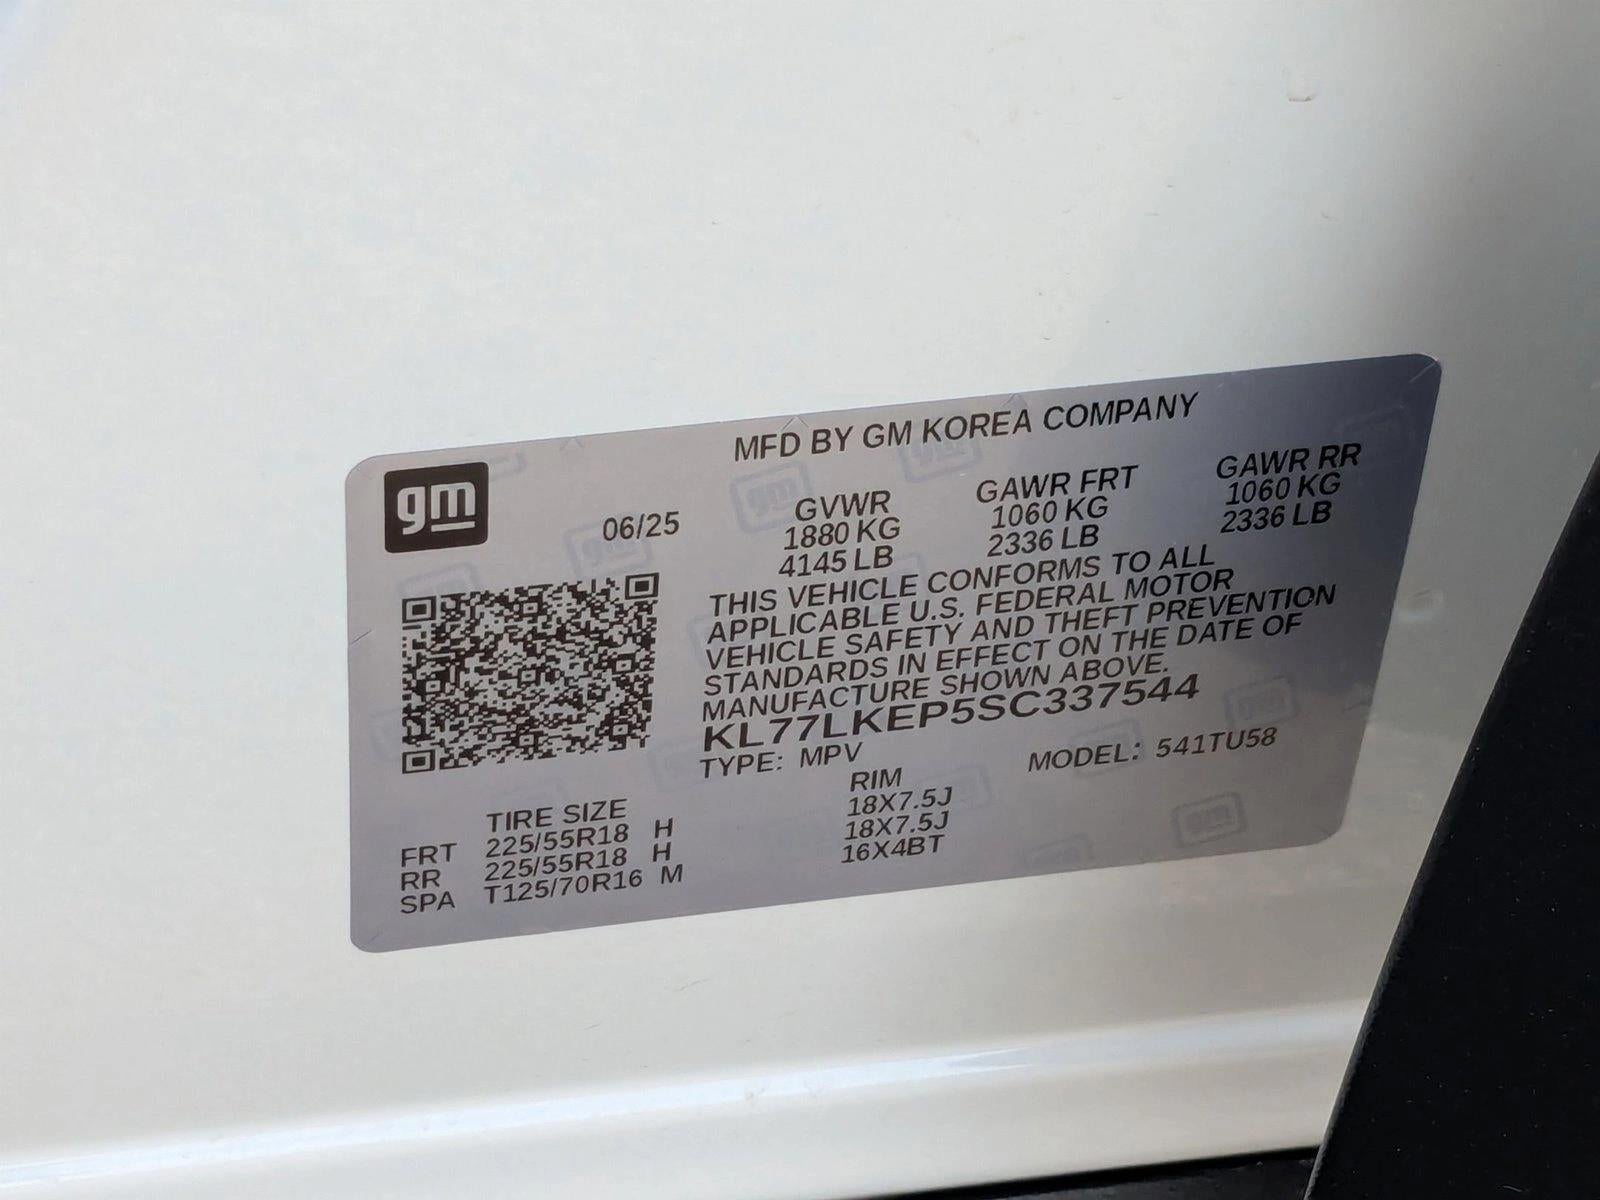 MFD BY GM KOREA COMPANY
gm
06/25
GVWR GAWR FRT GAWR RR
1880 KG 1060 KG 1060 KG
4145 LB 2336 LB 2336 LB
THIS VEHICLE CONFORMS TO ALL
APPLICABLE U.S. FEDERAL MOTOR
VEHICLE SAFETY AND THEFT PREVENTION
STANDARDS IN EFFECT ON THE DATE OF
MANUFACTURE SHOWN ABOVE.
KL77LKEP5SC337544
TYPE: MPV MODEL: 541TU58
TIRE SIZE RIM
FRT 225/55R18 H 18X7.5J
RR 225/55R18 H 18X7.5J
SPA T125/70R16 M 16X4BT